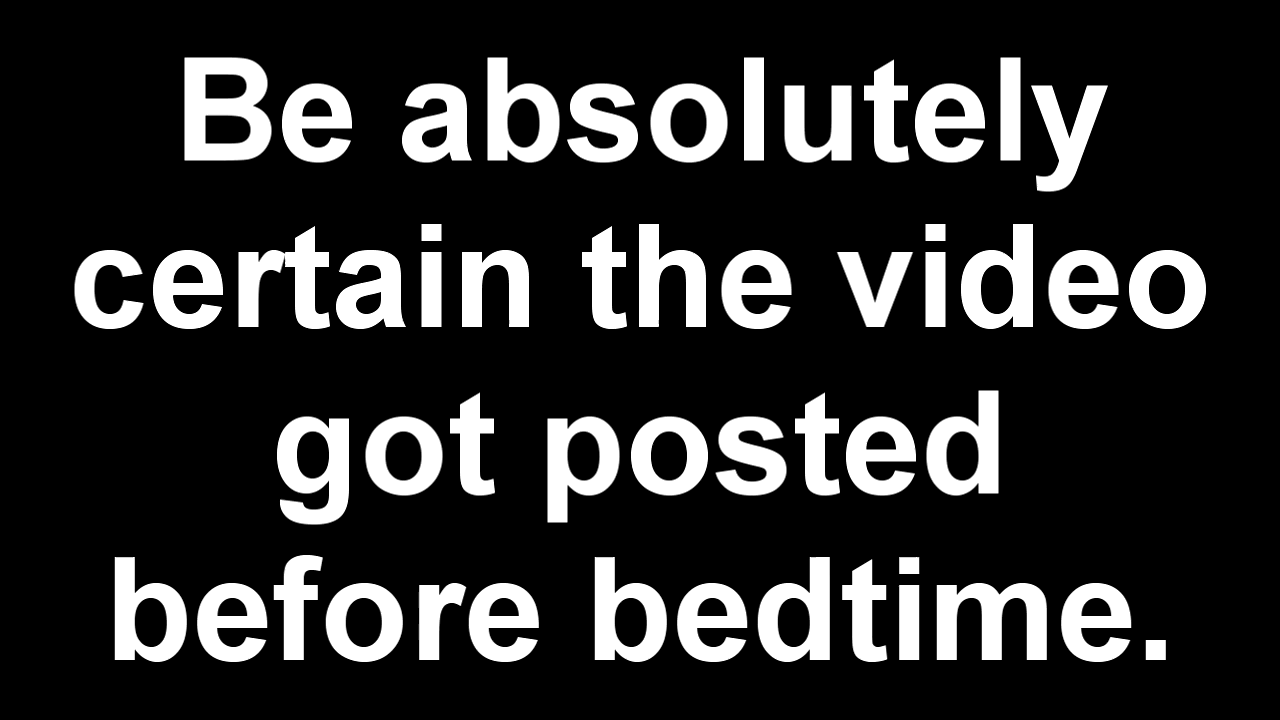 Be absolutely
certain the video
got posted
before bedtime.